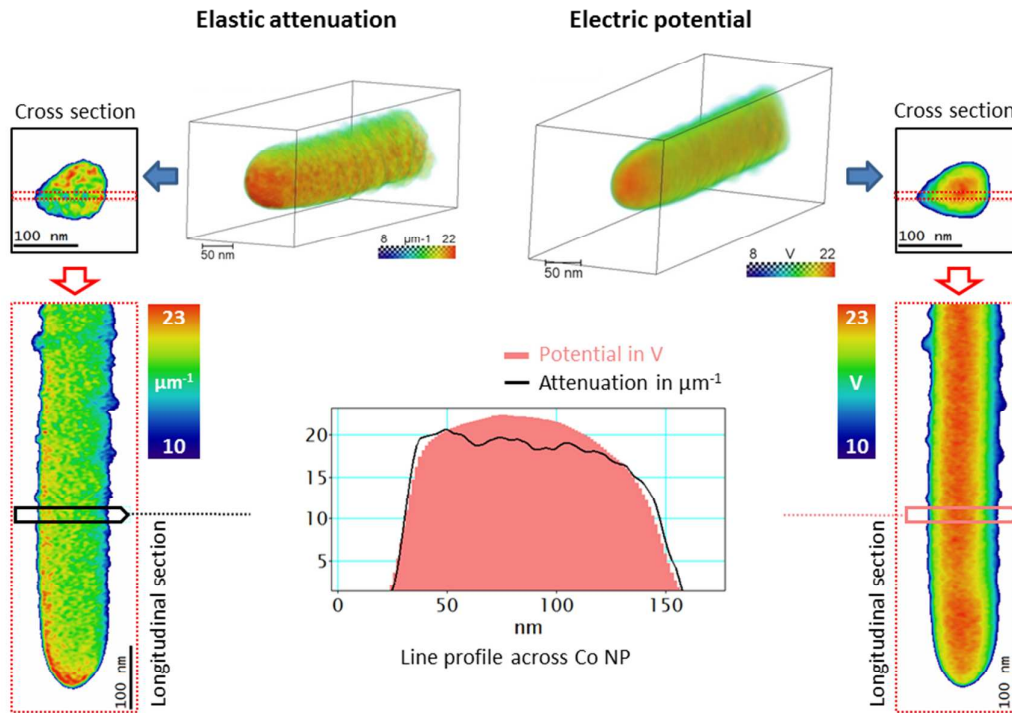 Elastic attenuation
Electric potential
Cross section
Cross section
100 nm
50 nm
8 µm-1 22
50 nm
8 V 22
100 nm
23
µm-1
10
Longitudinal section
100 nm
Potential in V
Attenuation in µm-1
20
15
10
5
0 50 100 150
nm
Line profile across Co NP
23
V
10
Longitudinal section
100 nm